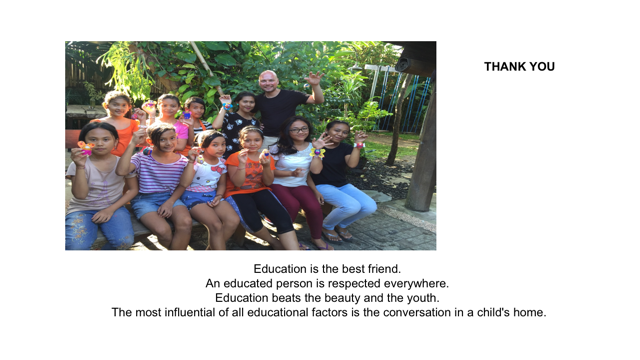 THANK YOU
Education is the best friend.
An educated person is respected everywhere.
Education beats the beauty and the youth.
The most influential of all educational factors is the conversation in a child's home.